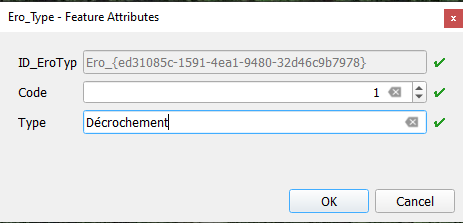 Ero_Type - Feature Attributes
ID_EroTyp Ero_{ed31085c-1591-4ea1-9480-32d46c9b7978}
Code 1
Type Décrochement
OK Cancel